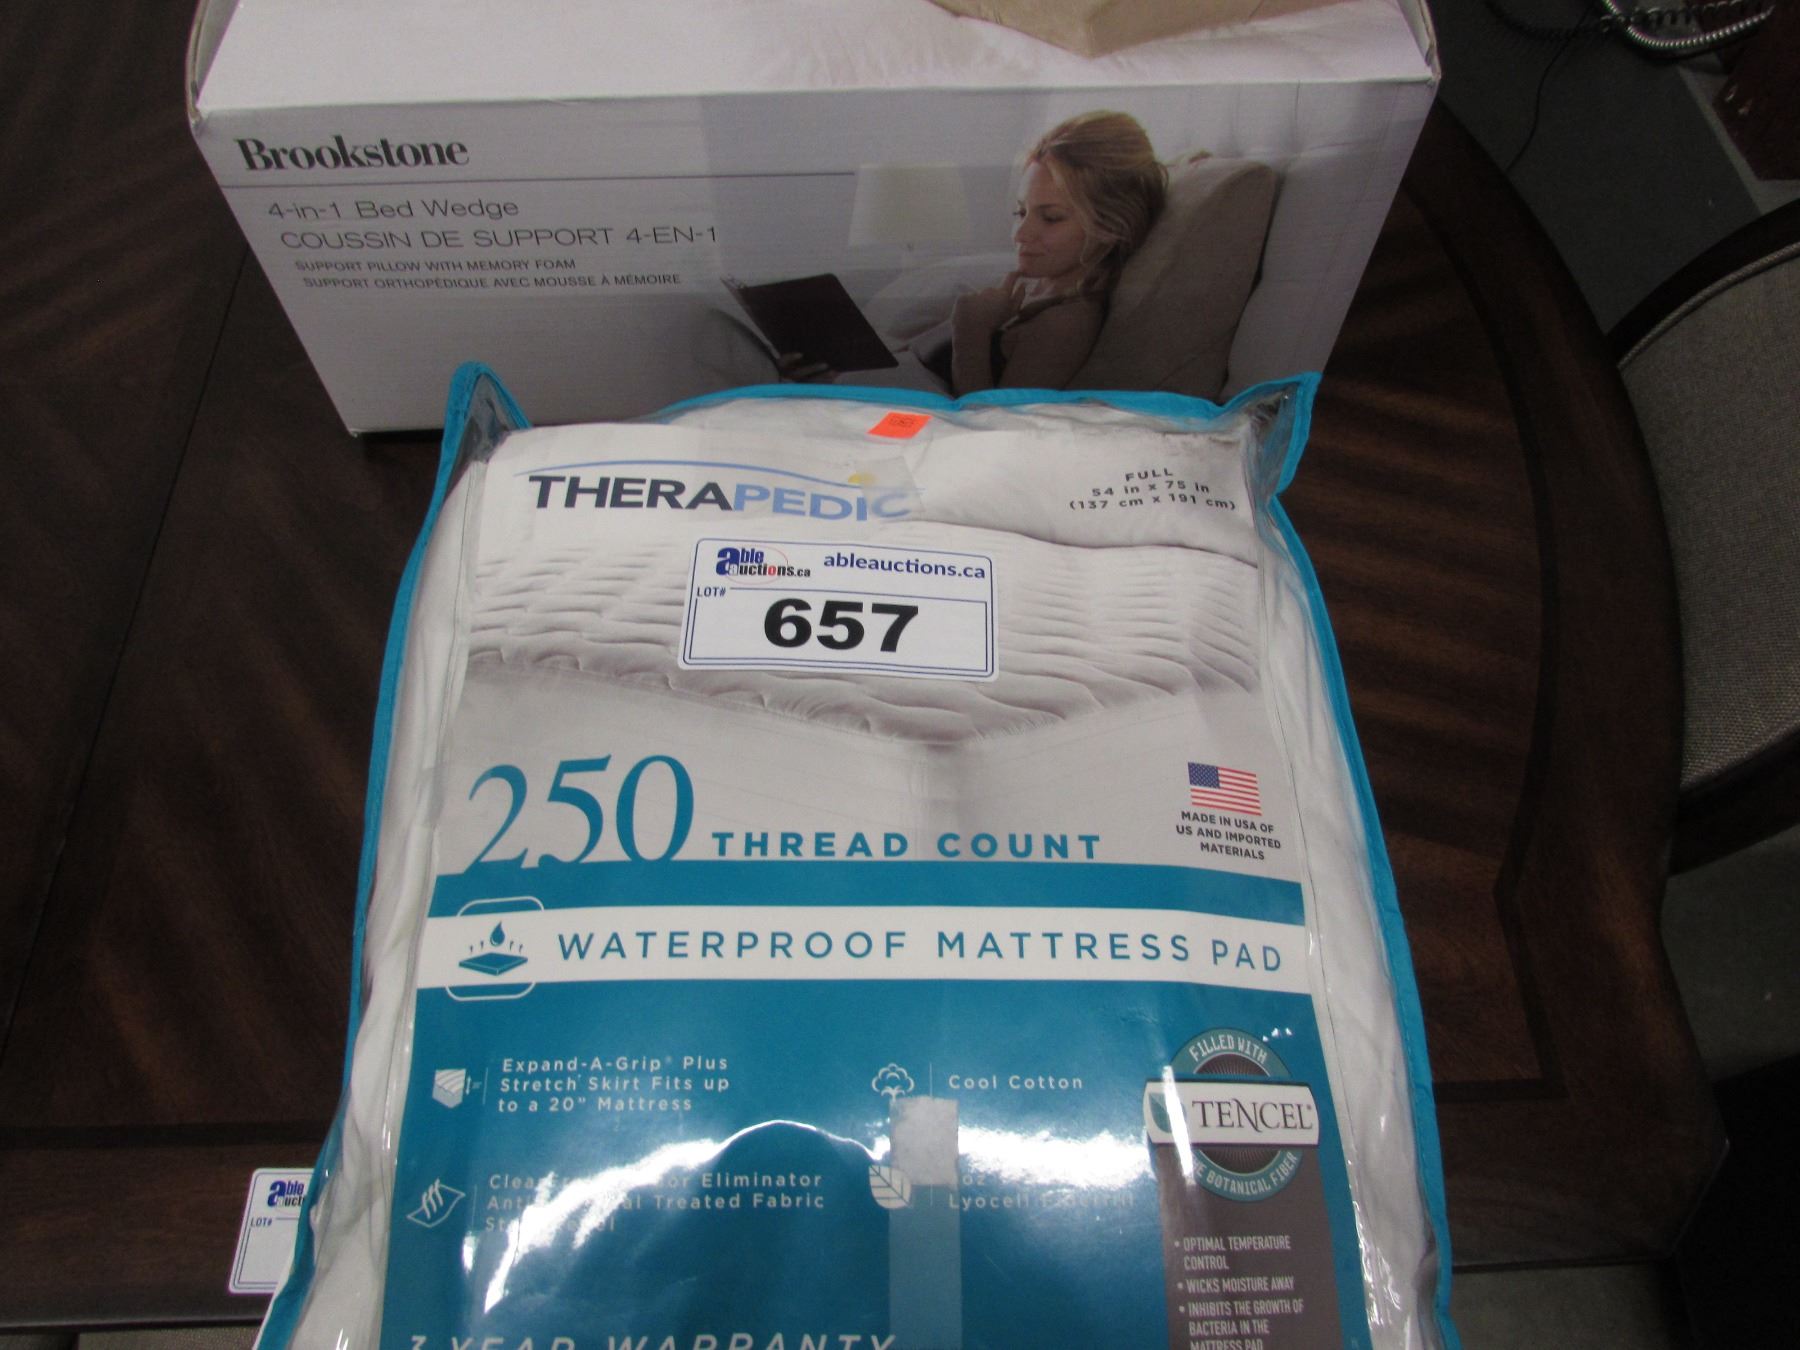 Brookstone
4-in-1 Bed Wedge
COUSSIN DE SUPPORT 4-EN-1
SUPPORT PILLOW WITH MEMORY FOAM
SUPPORT ORTHOPÉDIQUE AVEC MOUSSE À MÉMOIRE
THERAPEDIC
FULL
54 in x 75 in
(137 cm x 191 cm)
able auctions.ca
ableauctions.ca
LOT#
657
250 THREAD COUNT
MADE IN USA OF
US AND IMPORTED
MATERIALS
WATERPROOF MATTRESS PAD
Expand-A-Grip® Plus
Stretch Skirt Fits up
to a 20" Mattress
Cool Cotton
FILLED WITH
TENCEL®
BOTANICAL FIBER
Eliminator
Treated Fabric
Lyocell
• OPTIMAL TEMPERATURE
CONTROL
• WICKS MOISTURE AWAY
• INHIBITS THE GROWTH OF
BACTERIA IN THE
MATTRESS PAD
3 YEAR WARRANTY
able
auct
LOT#